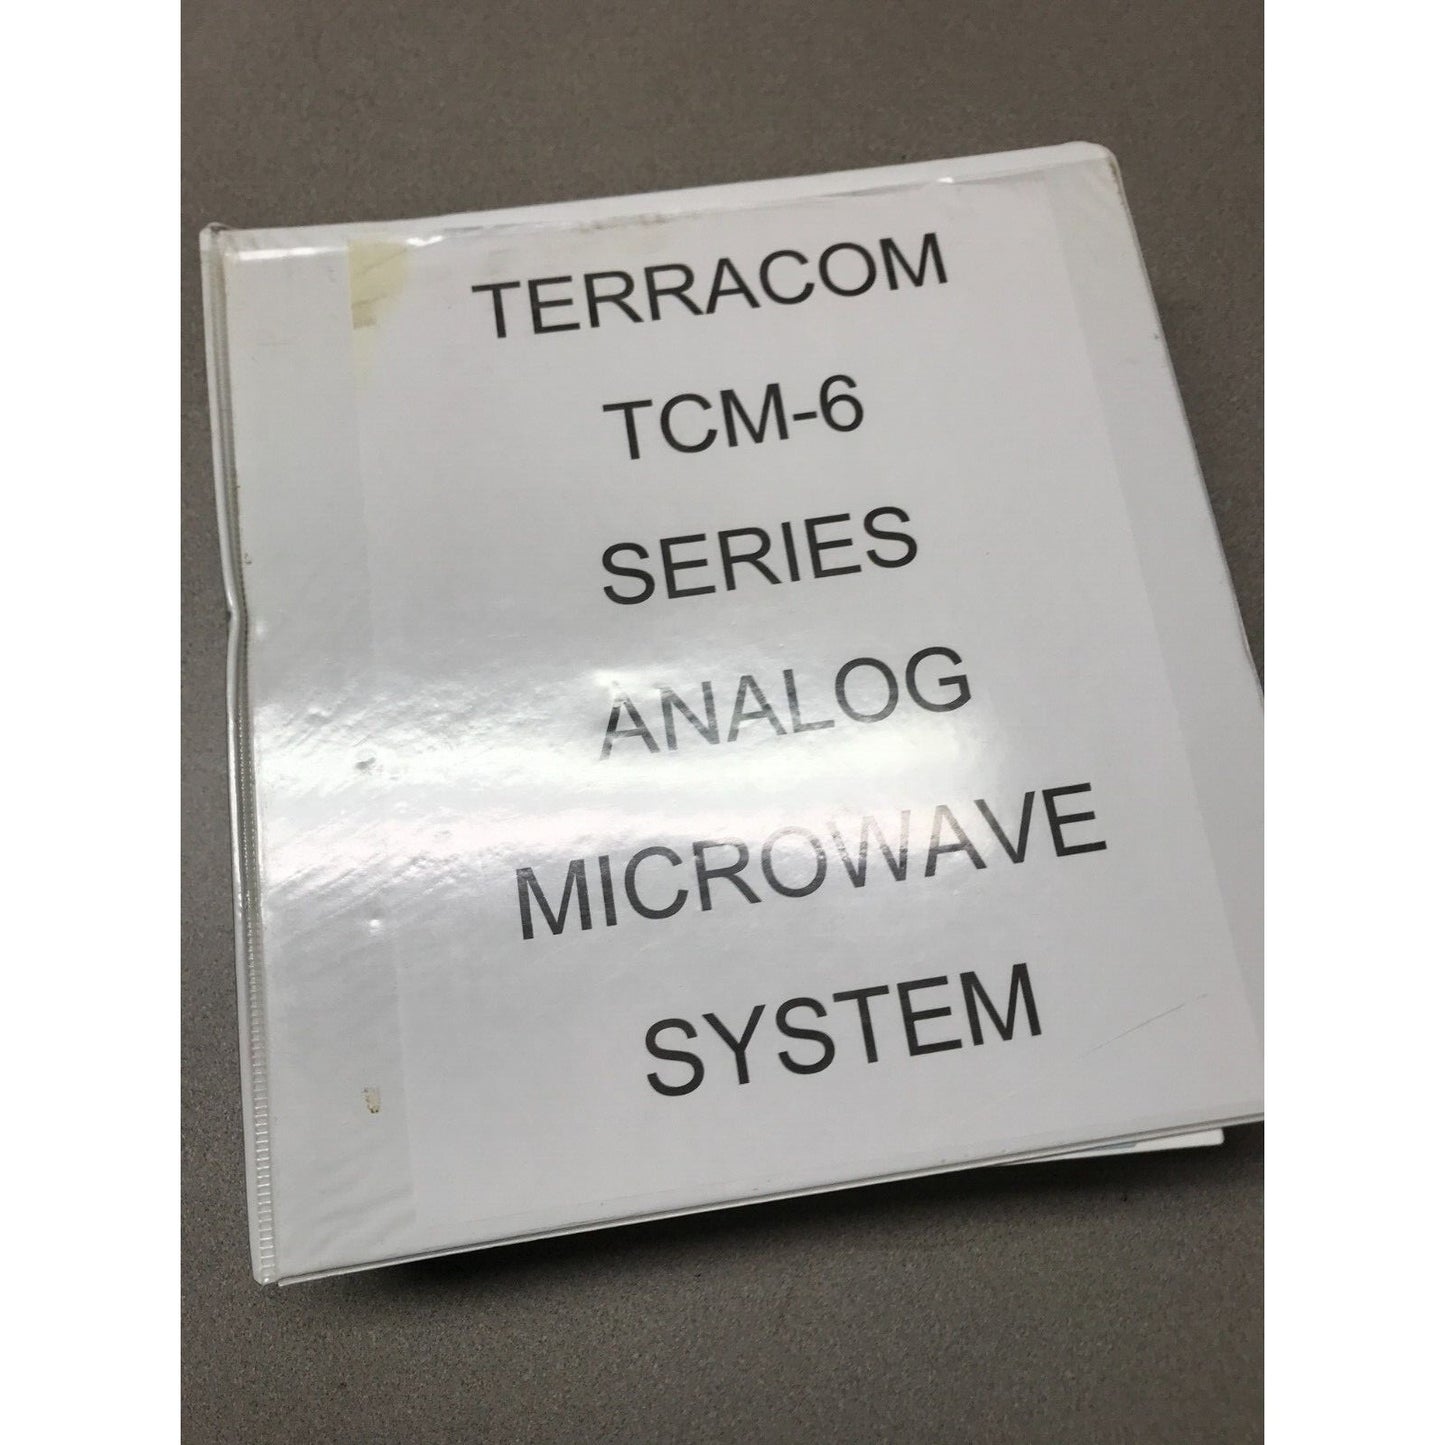 TERRACOM
TCM-6
SERIES
ANALOG
MICROWAVE
SYSTEM